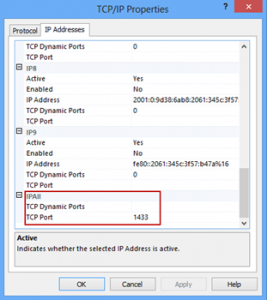 TCP/IP Properties
Protocol IP Addresses
TCP Dynamic Ports 0
TCP Port
IP8
Active Yes
Enabled No
IP Address 2001:0:9d38:6ab8:2061:345c:3f57:
TCP Dynamic Ports 0
TCP Port
IP9
Active Yes
Enabled No
IP Address fe80::2061:345c:3f57:b47a%16
TCP Dynamic Ports 0
TCP Port
IPAll
TCP Dynamic Ports
TCP Port 1433
Active
Indicates whether the selected IP Address is active.
OK Cancel Apply Help